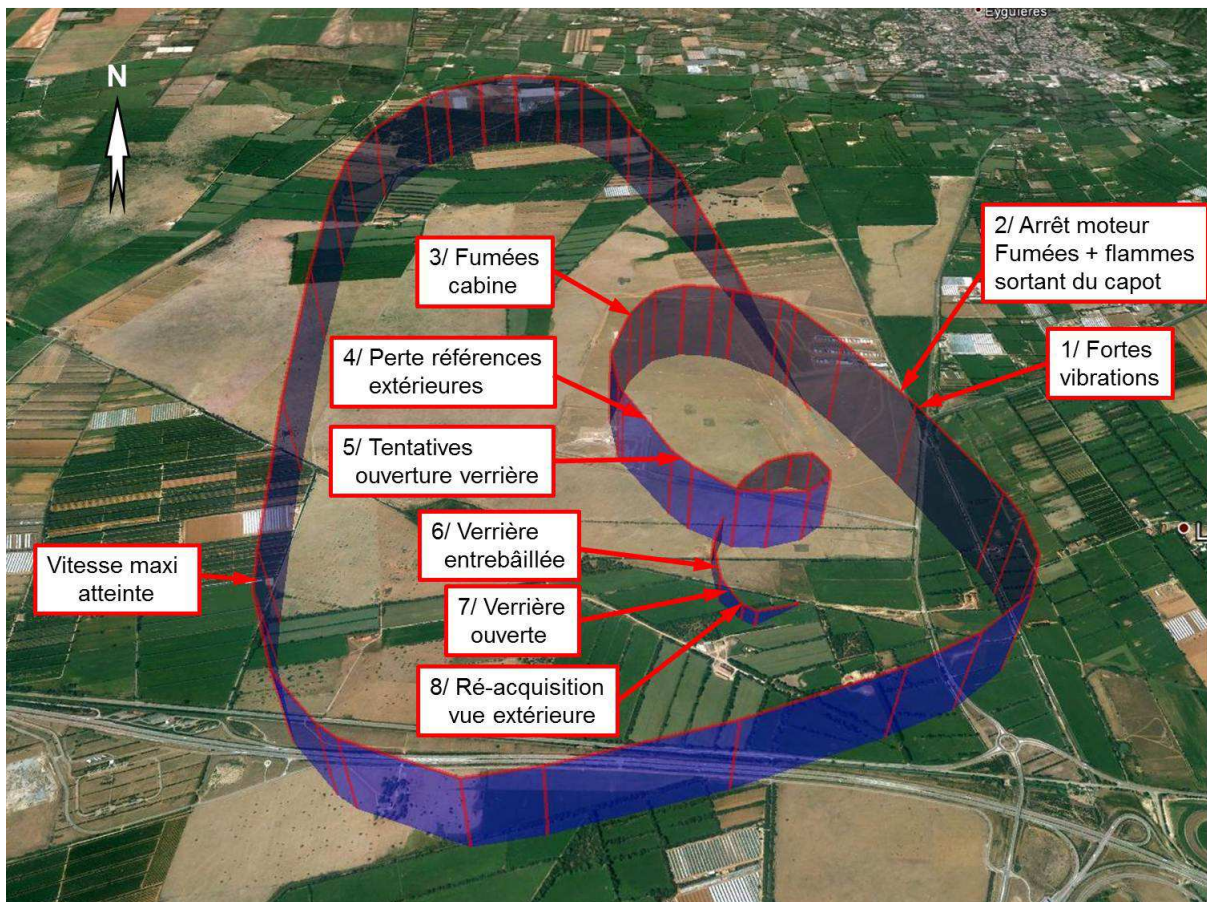 Eyguières
N
2/ Arrêt moteur
Fumées + flammes
sortant du capot
3/ Fumées
cabine
4/ Perte références
extérieures
1/ Fortes
vibrations
5/ Tentatives
ouverture verrière
6/ Verrière
entrebâillée
Vitesse maxi
atteinte
7/ Verrière
ouverte
8/ Ré-acquisition
vue extérieure
L